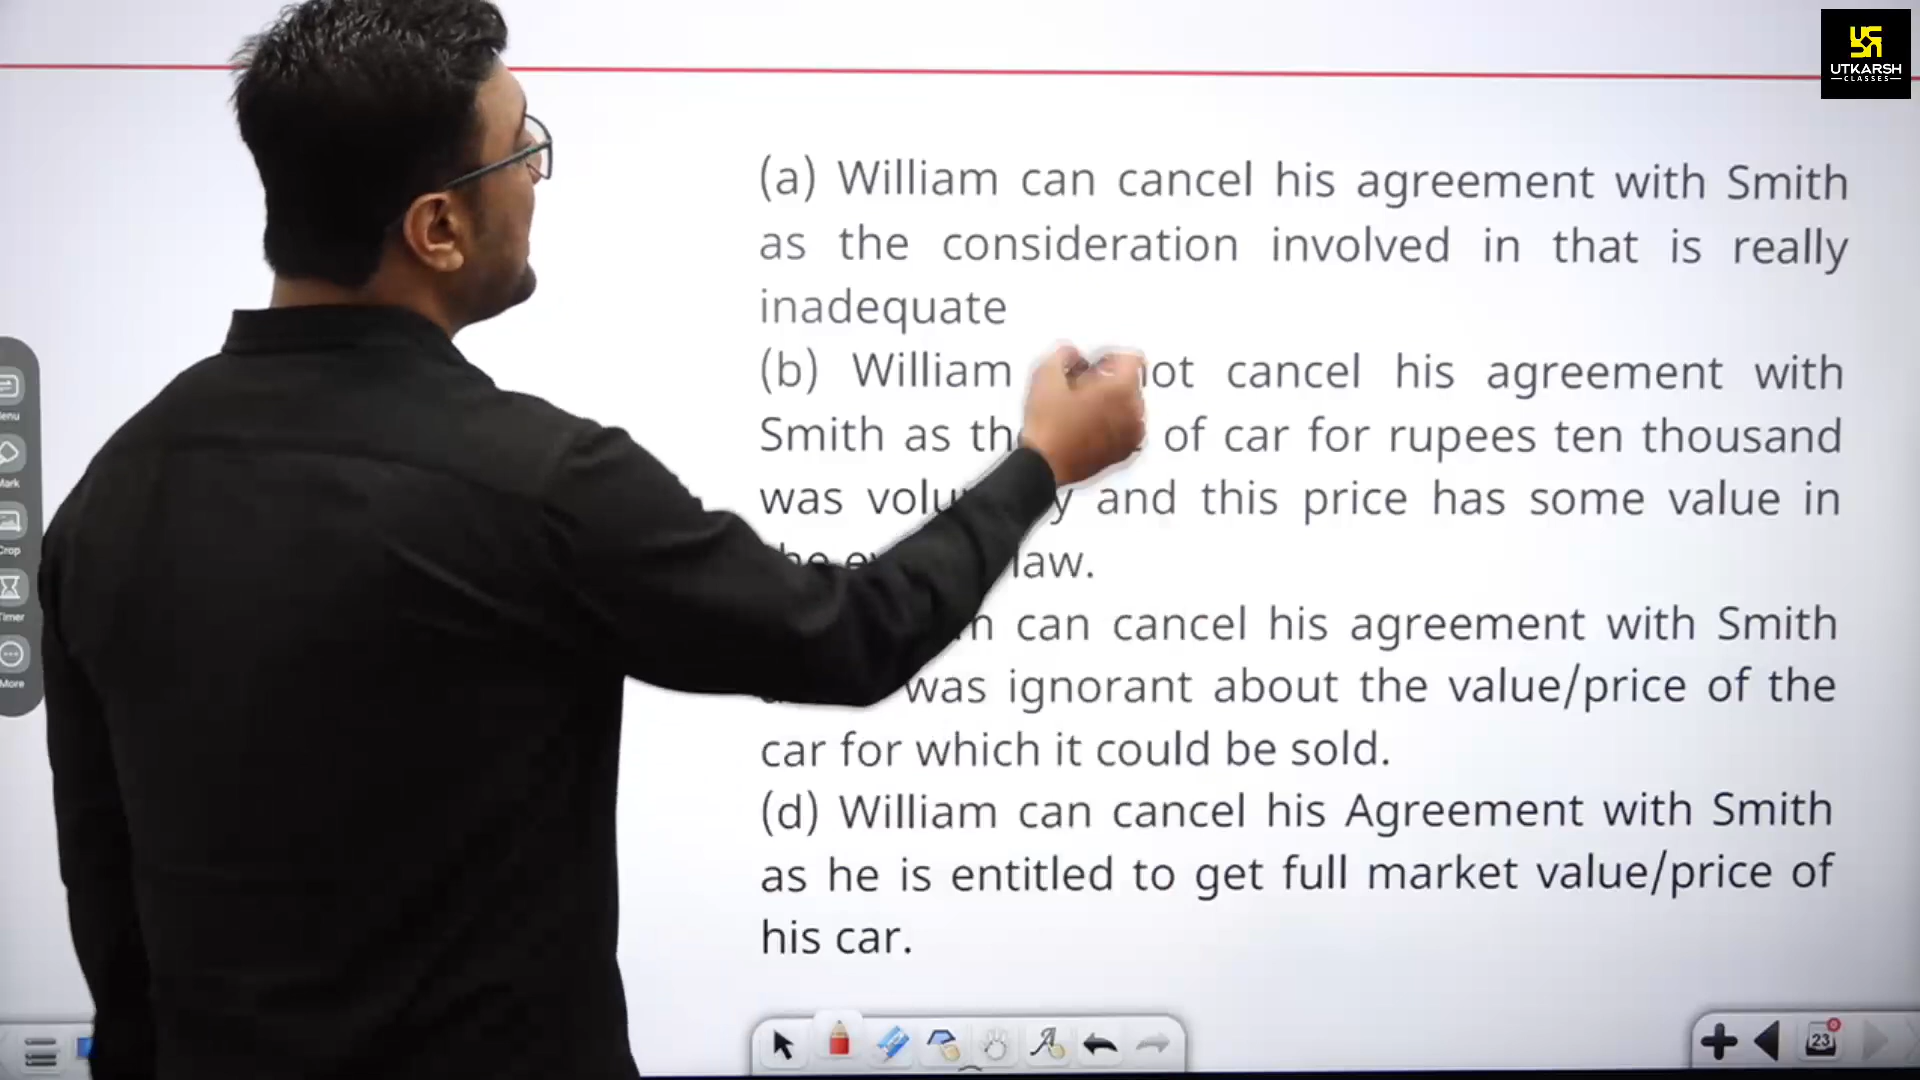 UTKARSH
CLASSES
(a) William can cancel his agreement with Smith
as the consideration involved in that is really
inadequate
(b) William not cancel his agreement with
Smith as of car for rupees ten thousand
was and this price has some value in
law.
can cancel his agreement with Smith
was ignorant about the value/price of the
car for which it could be sold.
(d) William can cancel his Agreement with Smith
as he is entitled to get full market value/price of
his car.
Menu
Mark
Crop
Timer
More
23